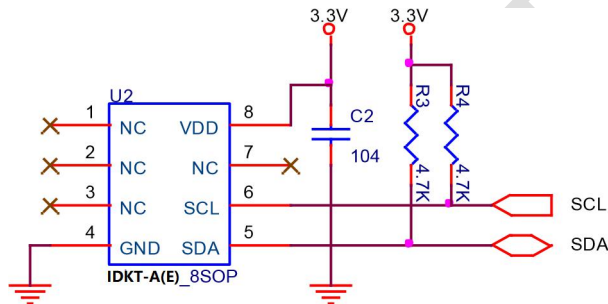 3.3V 3.3V
U2
1 NC VDD 8
2 NC NC 7
3 NC SCL 6
4 GND SDA 5
IDKT-A(E)_8SOP
C2
104
R3
4.7K
R4
4.7K
SCL
SDA